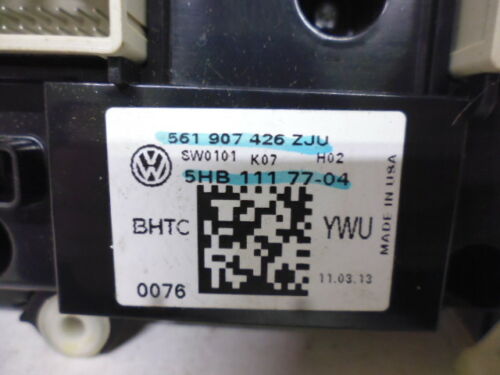 561 907 426 ZJU
SW0101 K07 H02
5HB 111 77-04
BHTC
YWU
MADE IN USA
0076
11.03.13